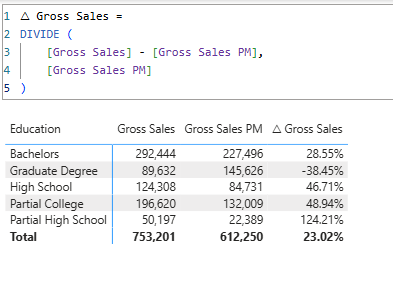 1 △ Gross Sales =
2 DIVIDE (
3 [Gross Sales] - [Gross Sales PM],
4 [Gross Sales PM]
5 )
Education Gross Sales Gross Sales PM △ Gross Sales
Bachelors 292,444 227,496 28.55%
Graduate Degree 89,632 145,626 -38.45%
High School 124,308 84,731 46.71%
Partial College 196,620 132,009 48.94%
Partial High School 50,197 22,389 124.21%
Total 753,201 612,250 23.02%